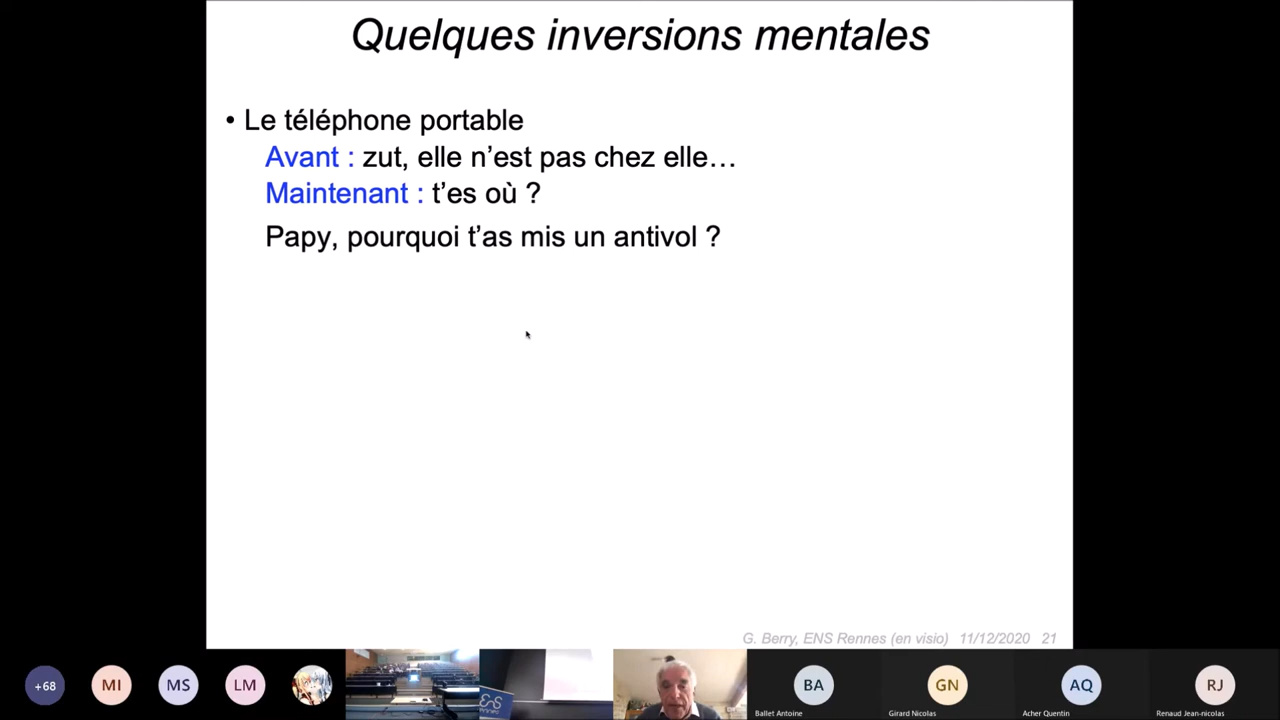 Quelques inversions mentales
• Le téléphone portable
Avant : zut, elle n’est pas chez elle…
Maintenant : t’es où ?
Papy, pourquoi t’as mis un antivol ?
G. Berry, ENS Rennes (en visio) 11/12/2020 21
+68
MI
MS
LM
ENS
BA
GN
AQ
RJ
Ballet Antoine
Girard Nicolas
Acher Quentin
Renaud Jean-nicolas